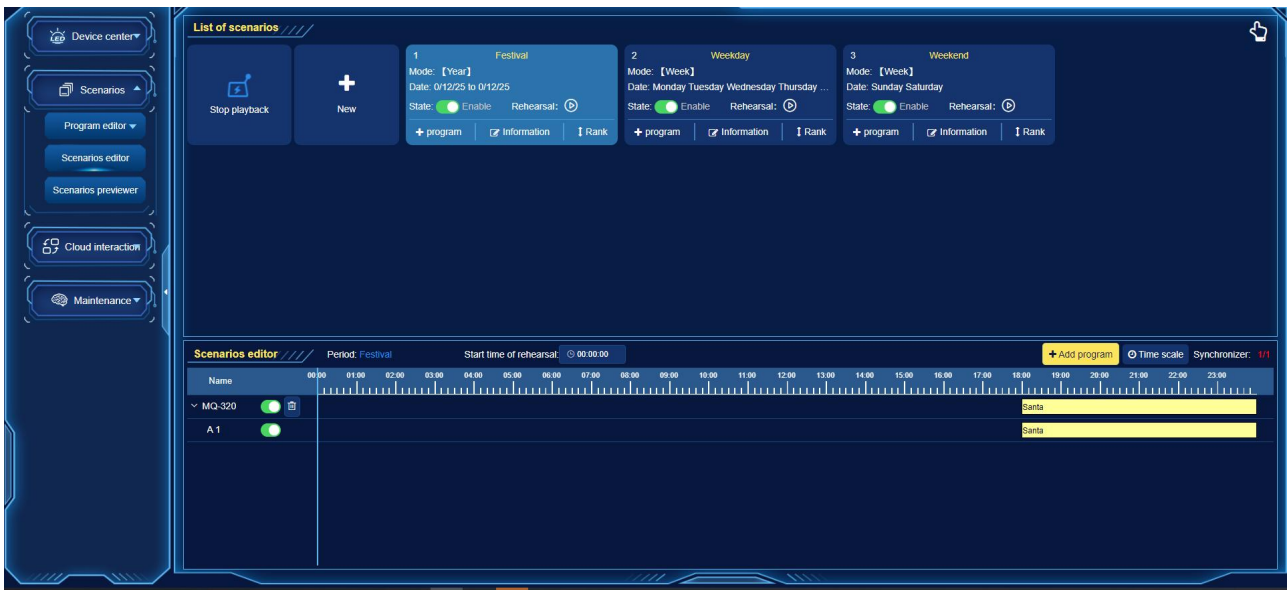 LED Device center
Scenarios
Program editor
Scenarios editor
Scenarios previewer
Cloud interaction
Maintenance
List of scenarios
Stop playback
New
1 Festival
Mode: 【Year】
Date: 0/12/25 to 0/12/25
State: Enable Rehearsal:
+ program Information Rank
2 Weekday
Mode: 【Week】
Date: Monday Tuesday Wednesday Thursday ...
State: Enable Rehearsal:
+ program Information Rank
3 Weekend
Mode: 【Week】
Date: Sunday Saturday
State: Enable Rehearsal:
+ program Information Rank
Scenarios editor Period: Festival Start time of rehearsal: 00:00:00 + Add program Time scale Synchronizer: 1/1
Name 00:00 01:00 02:00 03:00 04:00 05:00 06:00 07:00 08:00 09:00 10:00 11:00 12:00 13:00 14:00 15:00 16:00 17:00 18:00 19:00 20:00 21:00 22:00 23:00
MQ-320 Santa
A 1 Santa